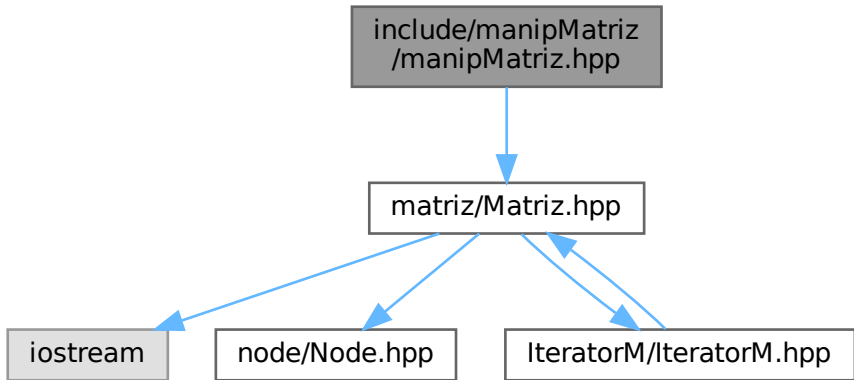 include/manipMatriz
/manipMatriz.hpp
matriz/Matriz.hpp
iostream
node/Node.hpp
IteratorM/IteratorM.hpp